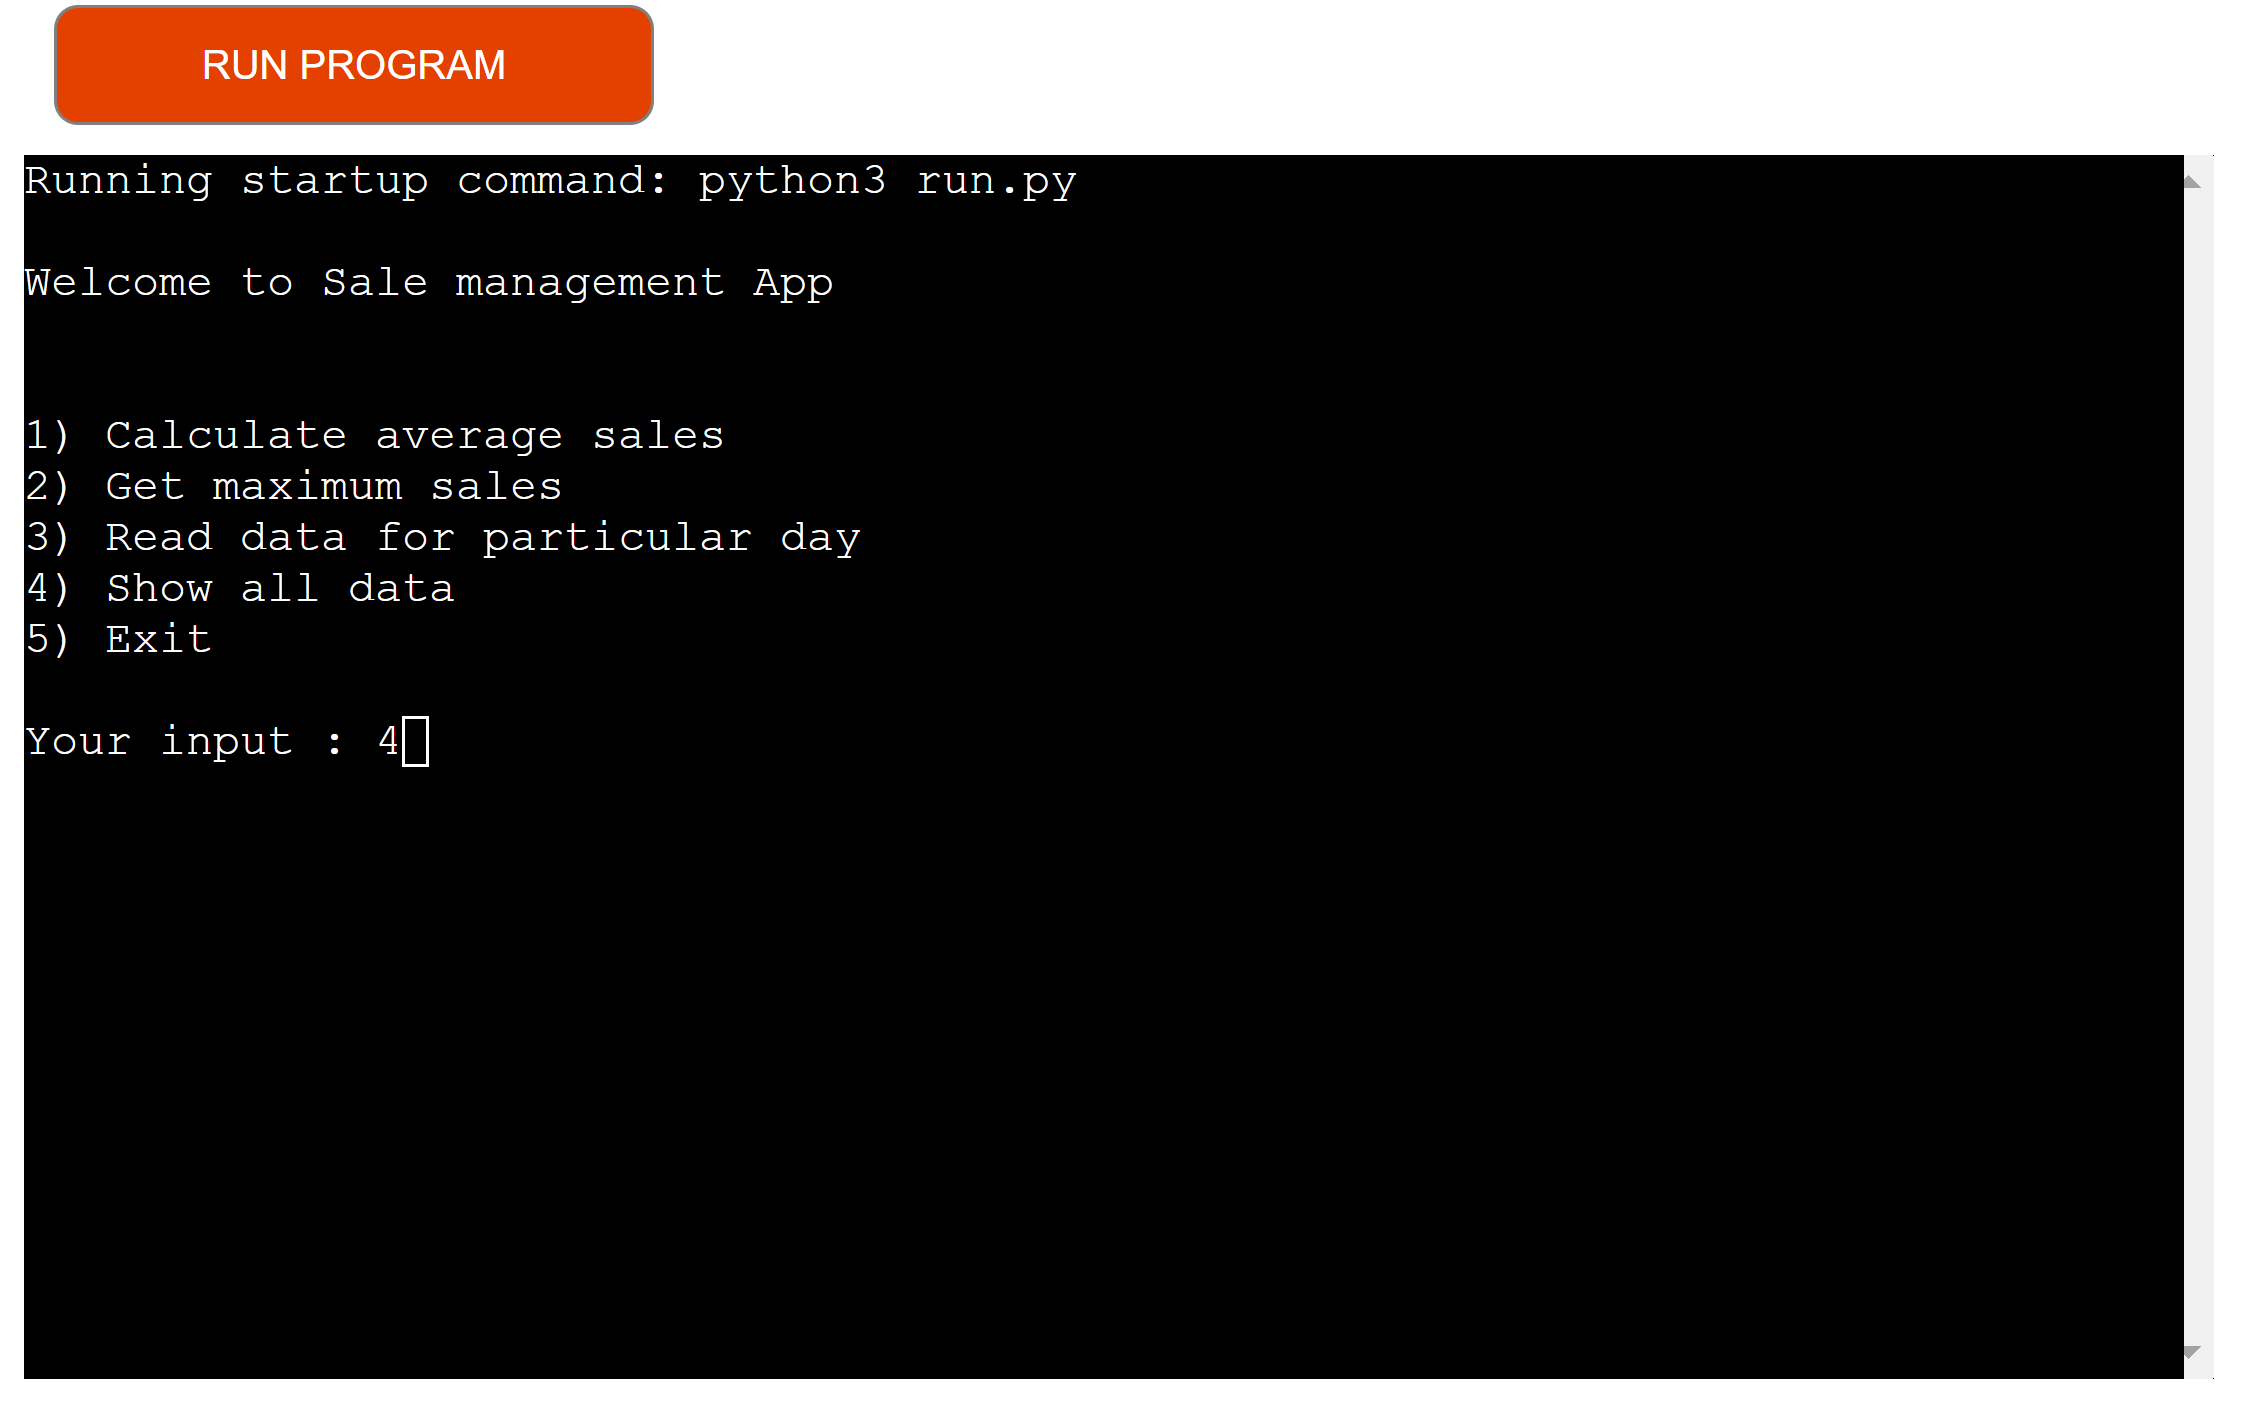 RUN PROGRAM
Running startup command: python3 run.py
Welcome to Sale management App
1) Calculate average sales
2) Get maximum sales
3) Read data for particular day
4) Show all data
5) Exit
Your input : 4